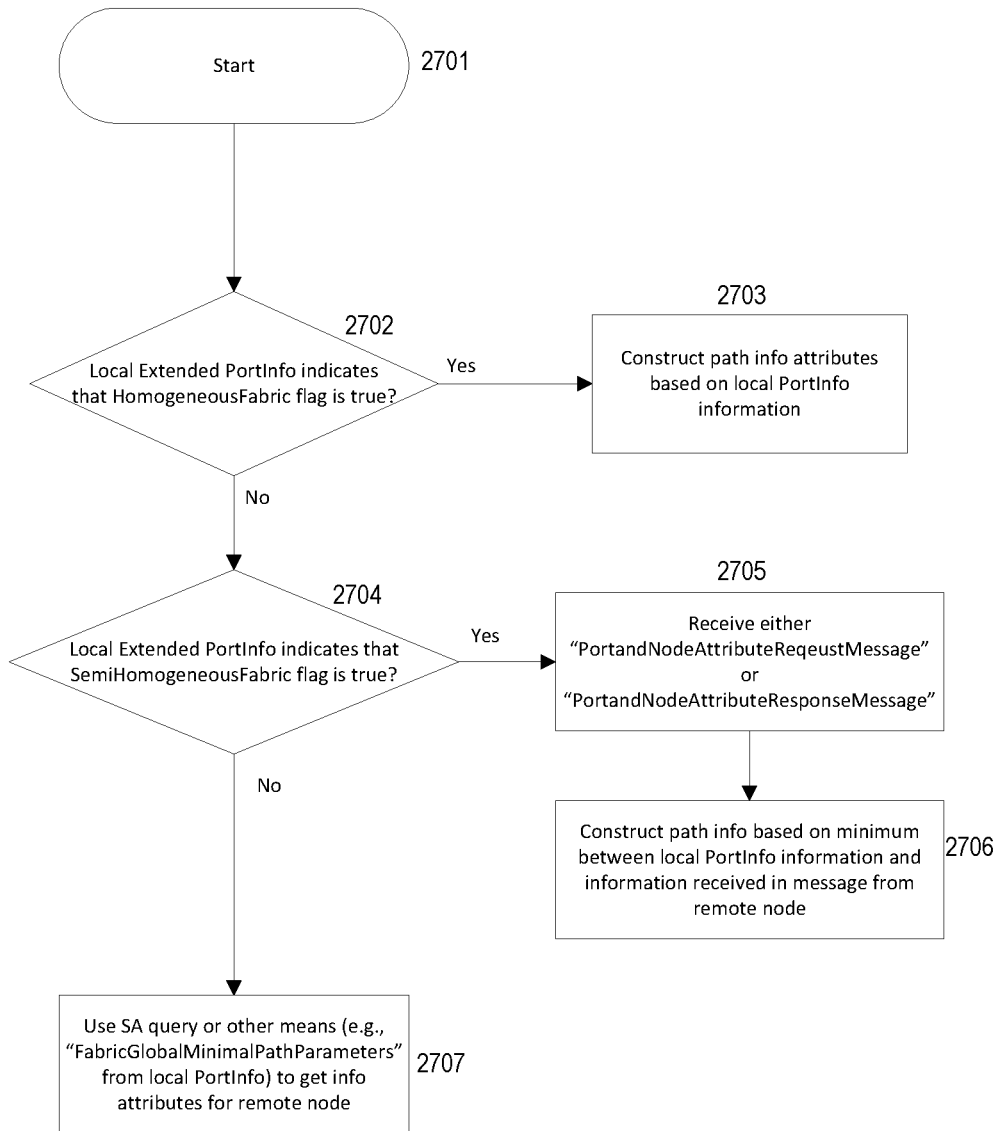 Start
2701
2702
Local Extended PortInfo indicates
that HomogeneousFabric flag is true?
Yes
2703
Construct path info attributes
based on local PortInfo
information
No
2704
Local Extended PortInfo indicates that
SemiHomogeneousFabric flag is true?
Yes
2705
Receive either
“PortandNodeAttributeReqeustMessage”
or
“PortandNodeAttributeResponseMessage”
No
Construct path info based on minimum
between local PortInfo information and
information received in message from
remote node
2706
Use SA query or other means (e.g.,
“FabricGlobalMinimalPathParameters”
from local PortInfo) to get info
attributes for remote node
2707